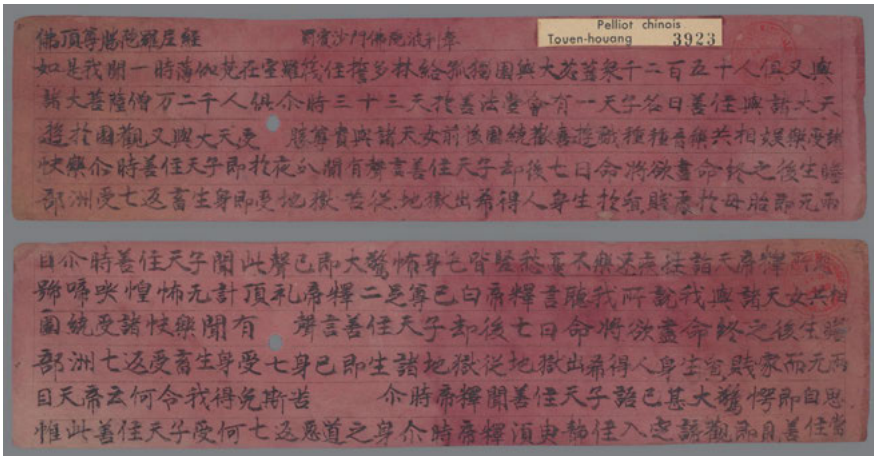 佛頂尊勝陀羅尼經　罽賓沙門佛陀波利奉
Pelliot chinois
Touen-houang 3923
如是我聞一時薄伽梵在室羅筏住誓多林給孤獨園與大苾蒭衆千二百五十人俱又與
諸大菩薩僧万二千人俱尒時三十三天於善法堂會有一天子名曰善住與諸大天
遊於園觀又與大天受　勝尊貴與諸天女前後圍繞歡喜遊戲種種音樂共相娛樂受諸
快樂尒時善住天子即於夜分聞有聲言善住天子却後七日命將欲盡命終之後生贍
部洲受七返畜生身即受地獄苦從地獄出希得人身生於貧賤處於母胎即无兩
目尒時善住天子聞此聲已即大驚怖身毛皆竪愁憂不樂速疾往詣天帝釋所悲
號啼哭惶怖无計頂礼帝釋二足尊已白帝釋言聽我所說我與諸天女共相
圍繞受諸快樂聞有　聲言善住天子却後七日命將欲盡命終之後生贍
部洲七返受畜生身受七身已即生諸地獄從地獄出希得人身生貧賤家而无兩
目天帝云何令我得免斯苦　尒時帝釋聞善住天子語已甚大驚愕即自思
惟此善住天子受何七返惡道之身尒時帝釋須臾靜住入定諦觀即見善住當